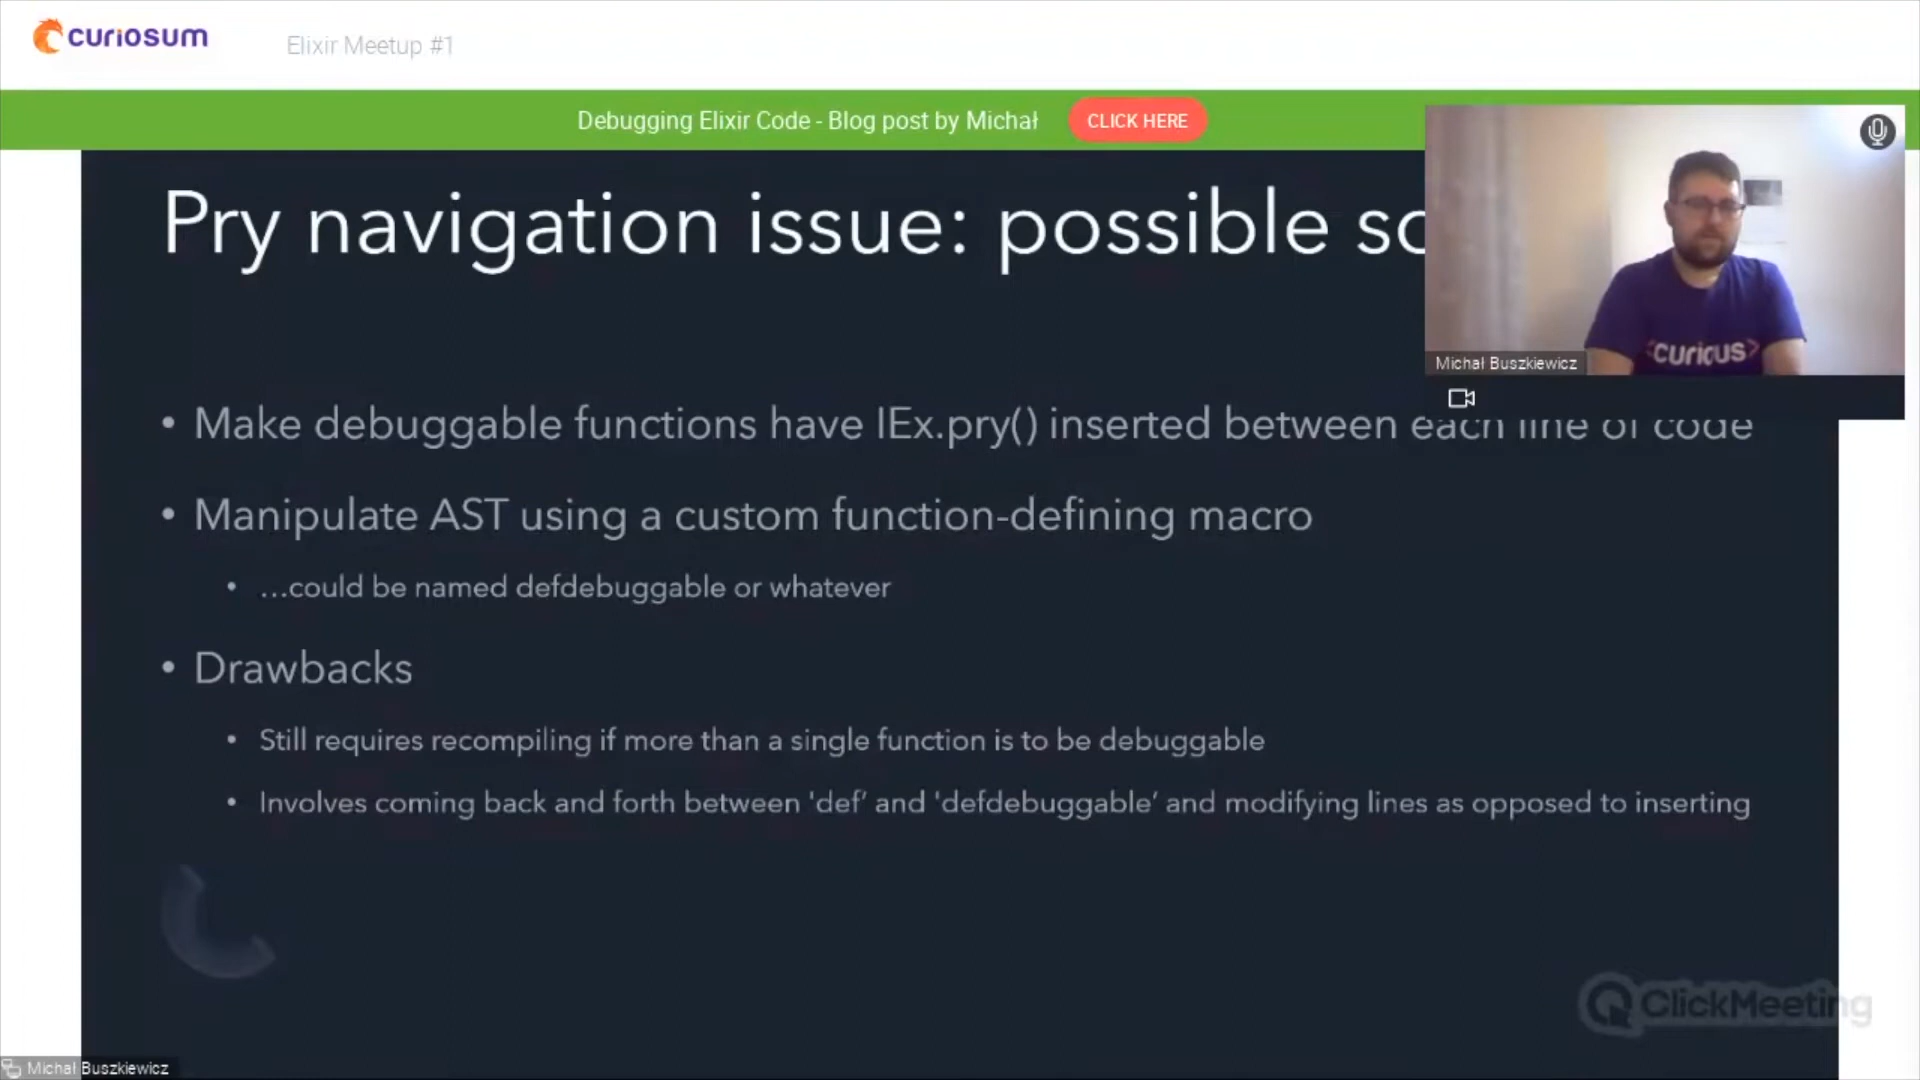 curiosum
Elixir Meetup #1
Debugging Elixir Code - Blog post by Michał
CLICK HERE
Pry navigation issue: possible so
<curious>
Michał Buszkiewicz
• Make debuggable functions have IEx.pry() inserted between each line of code
• Manipulate AST using a custom function-defining macro
• ...could be named defdebuggable or whatever
• Drawbacks
• Still requires recompiling if more than a single function is to be debuggable
• Involves coming back and forth between 'def’ and 'defdebuggable’ and modifying lines as opposed to inserting
ClickMeeting
Michał Buszkiewicz